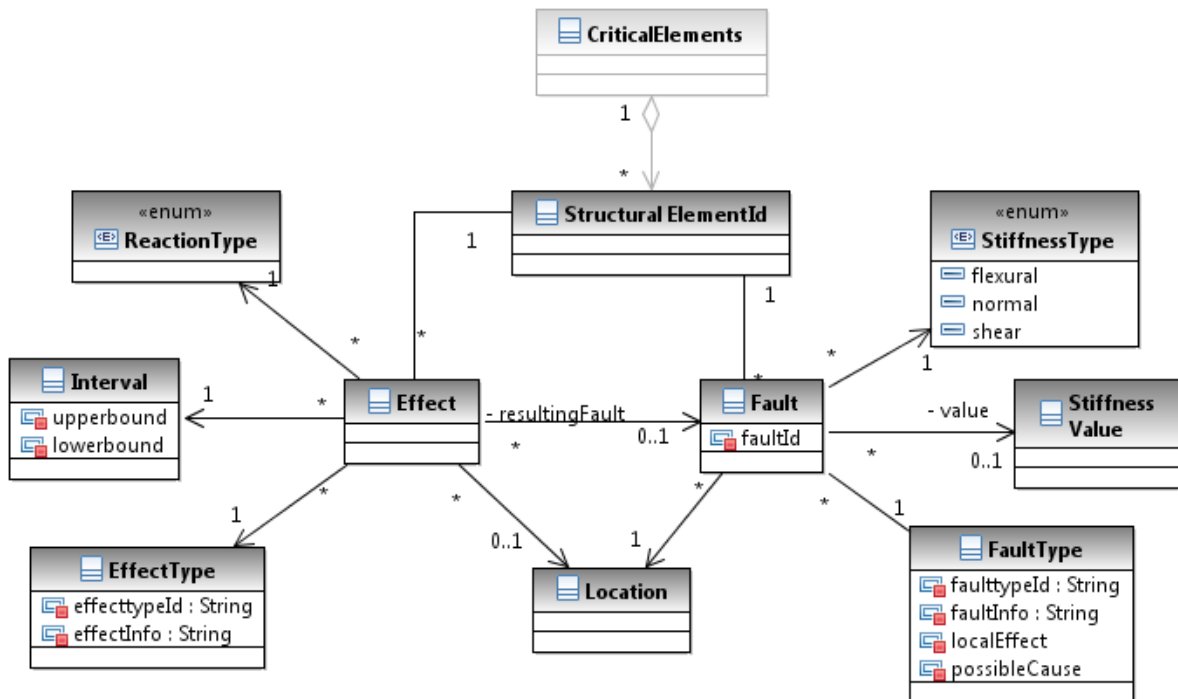 CriticalElements
1
*
«enum»
ReactionType
Structural ElementId
«enum»
StiffnessType
flexural
normal
shear
1
1
1
*
*
*
1
Interval
upperbound
lowerbound
1
*
Effect
- resultingFault
*
0..1
*
Fault
faultId
- value
*
0..1
Stiffness
Value
*
1
*
0..1
*
1
*
1
EffectType
effecttypeId : String
effectInfo : String
Location
FaultType
faulttypeId : String
faultInfo : String
localEffect
possibleCause